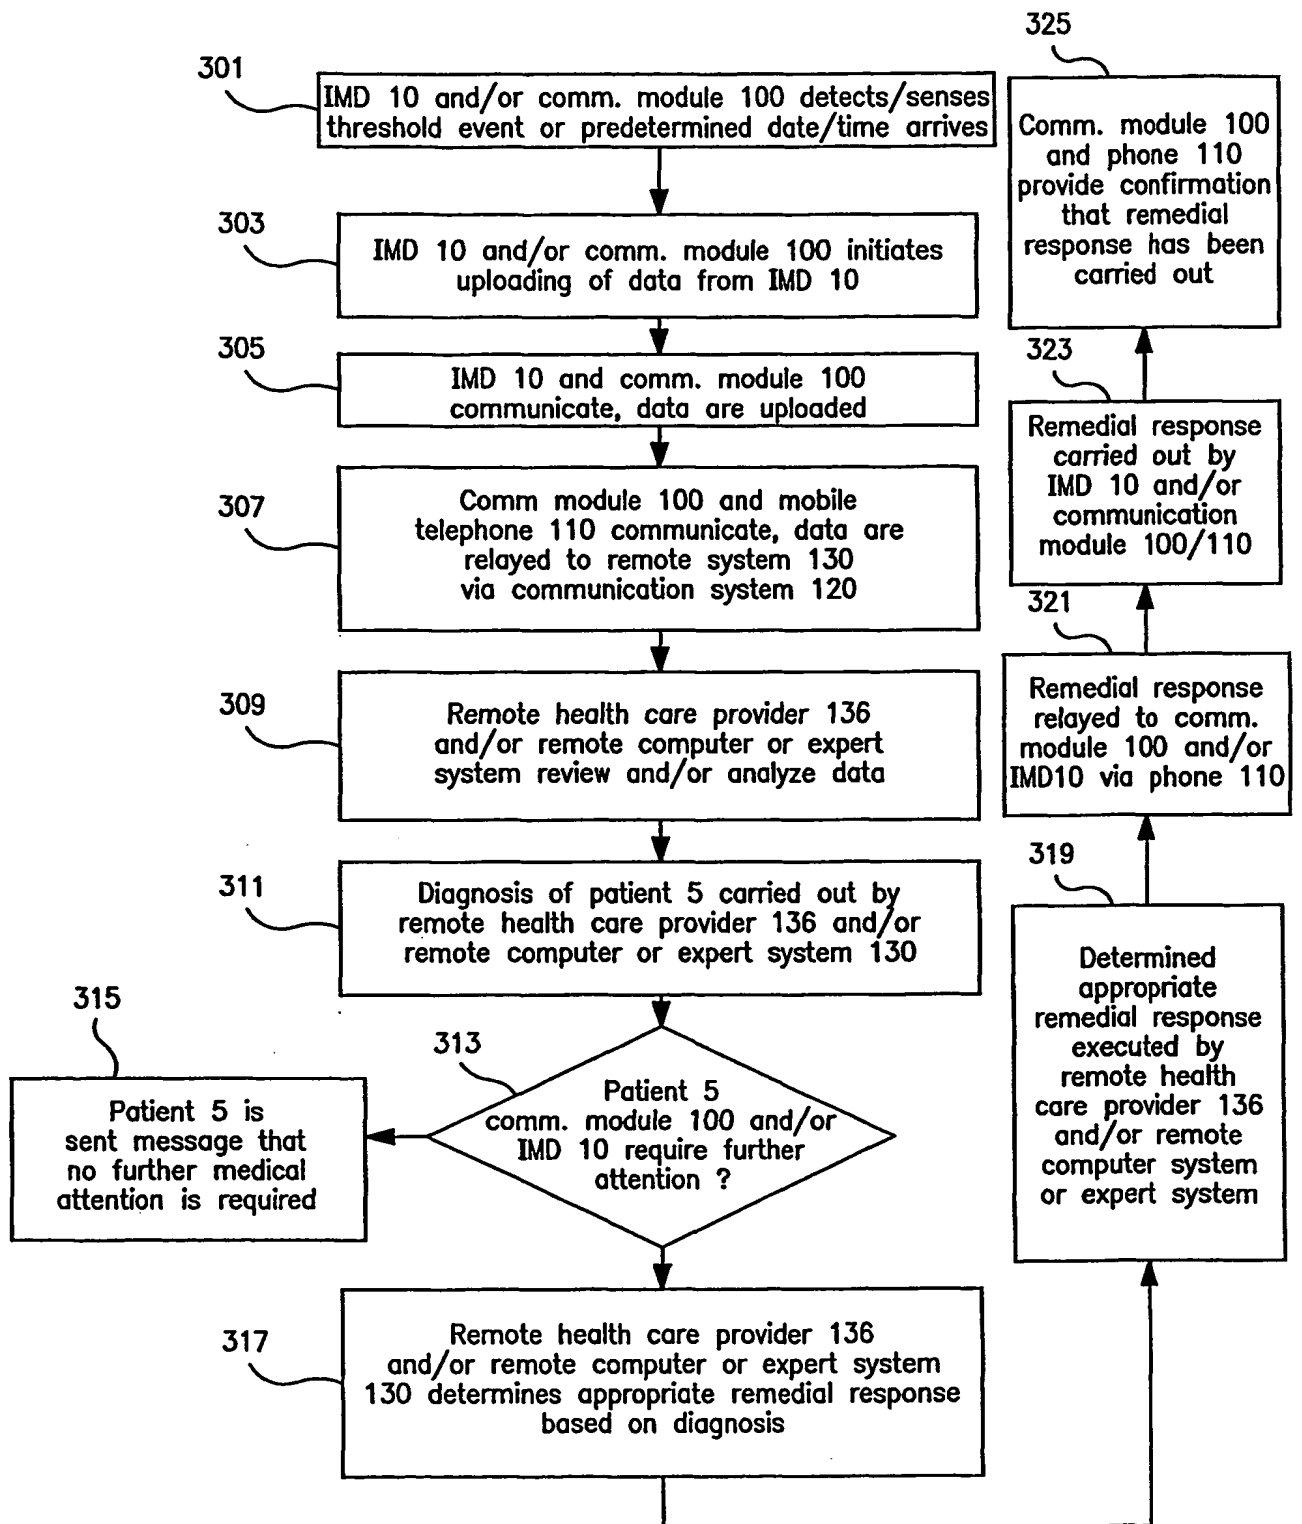 301
IMD 10 and/or comm. module 100 detects/senses
threshold event or predetermined date/time arrives
303
IMD 10 and/or comm. module 100 initiates
uploading of data from IMD 10
305
IMD 10 and comm. module 100
communicate, data are uploaded
307
Comm module 100 and mobile
telephone 110 communicate, data are
relayed to remote system 130
via communication system 120
309
Remote health care provider 136
and/or remote computer or expert
system review and/or analyze data
311
Diagnosis of patient 5 carried out by
remote health care provider 136 and/or
remote computer or expert system 130
313
Patient 5
comm. module 100 and/or
IMD 10 require further
attention ?
315
Patient 5 is
sent message that
no further medical
attention is required
317
Remote health care provider 136
and/or remote computer or expert system
130 determines appropriate remedial response
based on diagnosis
319
Determined
appropriate
remedial response
executed by
remote health
care provider 136
and/or remote
computer system
or expert system
321
Remedial response
relayed to comm.
module 100 and/or
IMD10 via phone 110
323
Remedial response
carried out by
IMD 10 and/or
communication
module 100/110
325
Comm. module 100
and phone 110
provide confirmation
that remedial
response has been
carried out